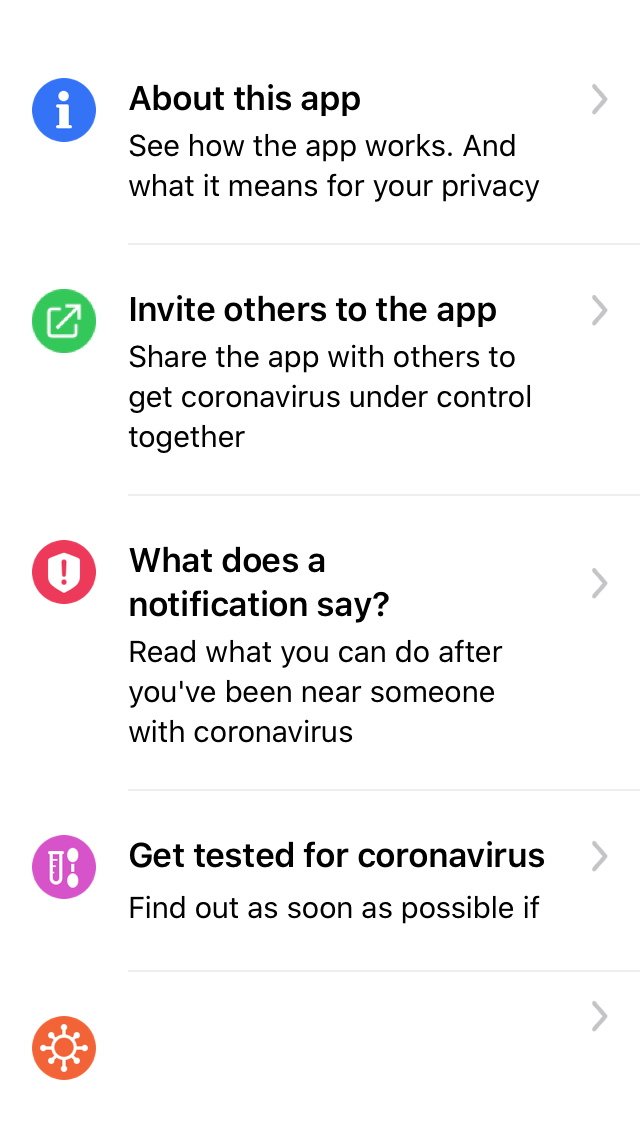 About this app
See how the app works. And
what it means for your privacy
Invite others to the app
Share the app with others to
get coronavirus under control
together
What does a
notification say?
Read what you can do after
you've been near someone
with coronavirus
Get tested for coronavirus
Find out as soon as possible if